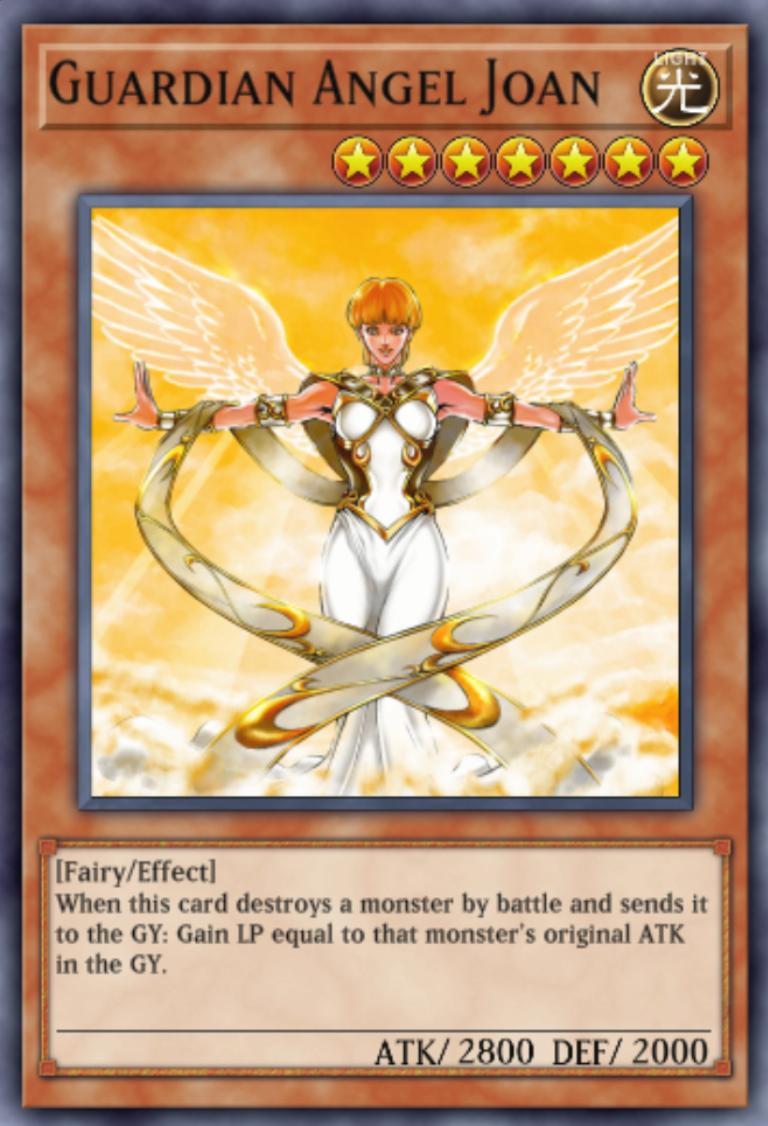 Guardian Angel Joan
LIGHT
光
[Fairy/Effect]
When this card destroys a monster by battle and sends it
to the GY: Gain LP equal to that monster's original ATK
in the GY.
ATK/ 2800 DEF/ 2000